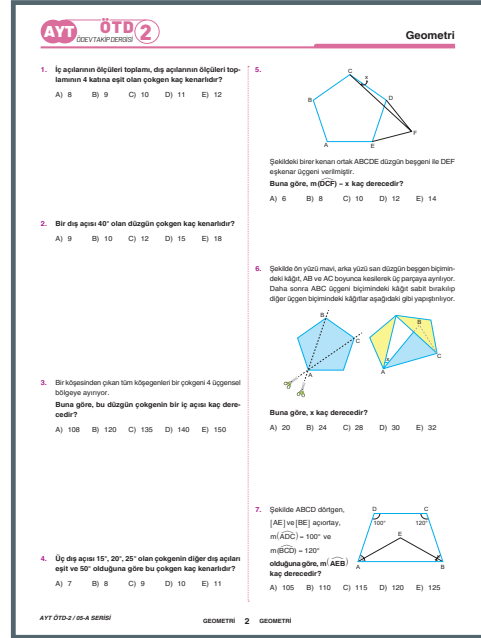 AYT ÖTD 2
ÖDEV TAKİP DERGİSİ
Geometri
1. İç açılarının ölçüleri toplamı, dış açılarının ölçüleri top-
lamının 4 katına eşit olan çokgen kaç kenarlıdır?
A) 8 B) 9 C) 10 D) 11 E) 12
2. Bir dış açısı 40° olan düzgün çokgen kaç kenarlıdır?
A) 9 B) 10 C) 12 D) 15 E) 18
3. Bir köşesinden çıkan tüm köşegenleri bir çokgeni 4 üçgensel
bölgeye ayırıyor.
Buna göre, bu düzgün çokgenin bir iç açısı kaç dere-
cedir?
A) 108 B) 120 C) 135 D) 140 E) 150
4. Üç dış açısı 15°, 20°, 25° olan çokgenin diğer dış açıları
eşit ve 50° olduğuna göre bu çokgen kaç kenarlıdır?
A) 7 B) 8 C) 9 D) 10 E) 11
5.
C
x
B
D
F
A
E
Şekildeki birer kenarı ortak ABCDE düzgün beşgeni ile DEF
eşkenar üçgeni verilmiştir.
Buna göre, m(DCF) = x kaç derecedir?
A) 6 B) 8 C) 10 D) 12 E) 14
6. Şekilde ön yüzü mavi, arka yüzü sarı düzgün beşgen biçimin-
deki kâğıt, AB ve AC boyunca kesilerek üç parçaya ayrılıyor.
Daha sonra ABC üçgeni biçimindeki kâğıt sabit bırakılıp
diğer üçgen biçimindeki kâğıtlar aşağıdaki gibi yapıştırılıyor.
B
C
A
B
C
x
A
Buna göre, x kaç derecedir?
A) 20 B) 24 C) 28 D) 30 E) 32
7. Şekilde ABCD dörtgen,
[AE] ve [BE] açıortay,
m(ADC) = 100° ve
m(BCD) = 120°
olduğuna göre, m(AEB)
kaç derecedir?
D
C
100°
120°
E
A
B
A) 105 B) 110 C) 115 D) 120 E) 125
AYT ÖTD-2 / 05-A SERİSİ
GEOMETRİ 2 GEOMETRİ